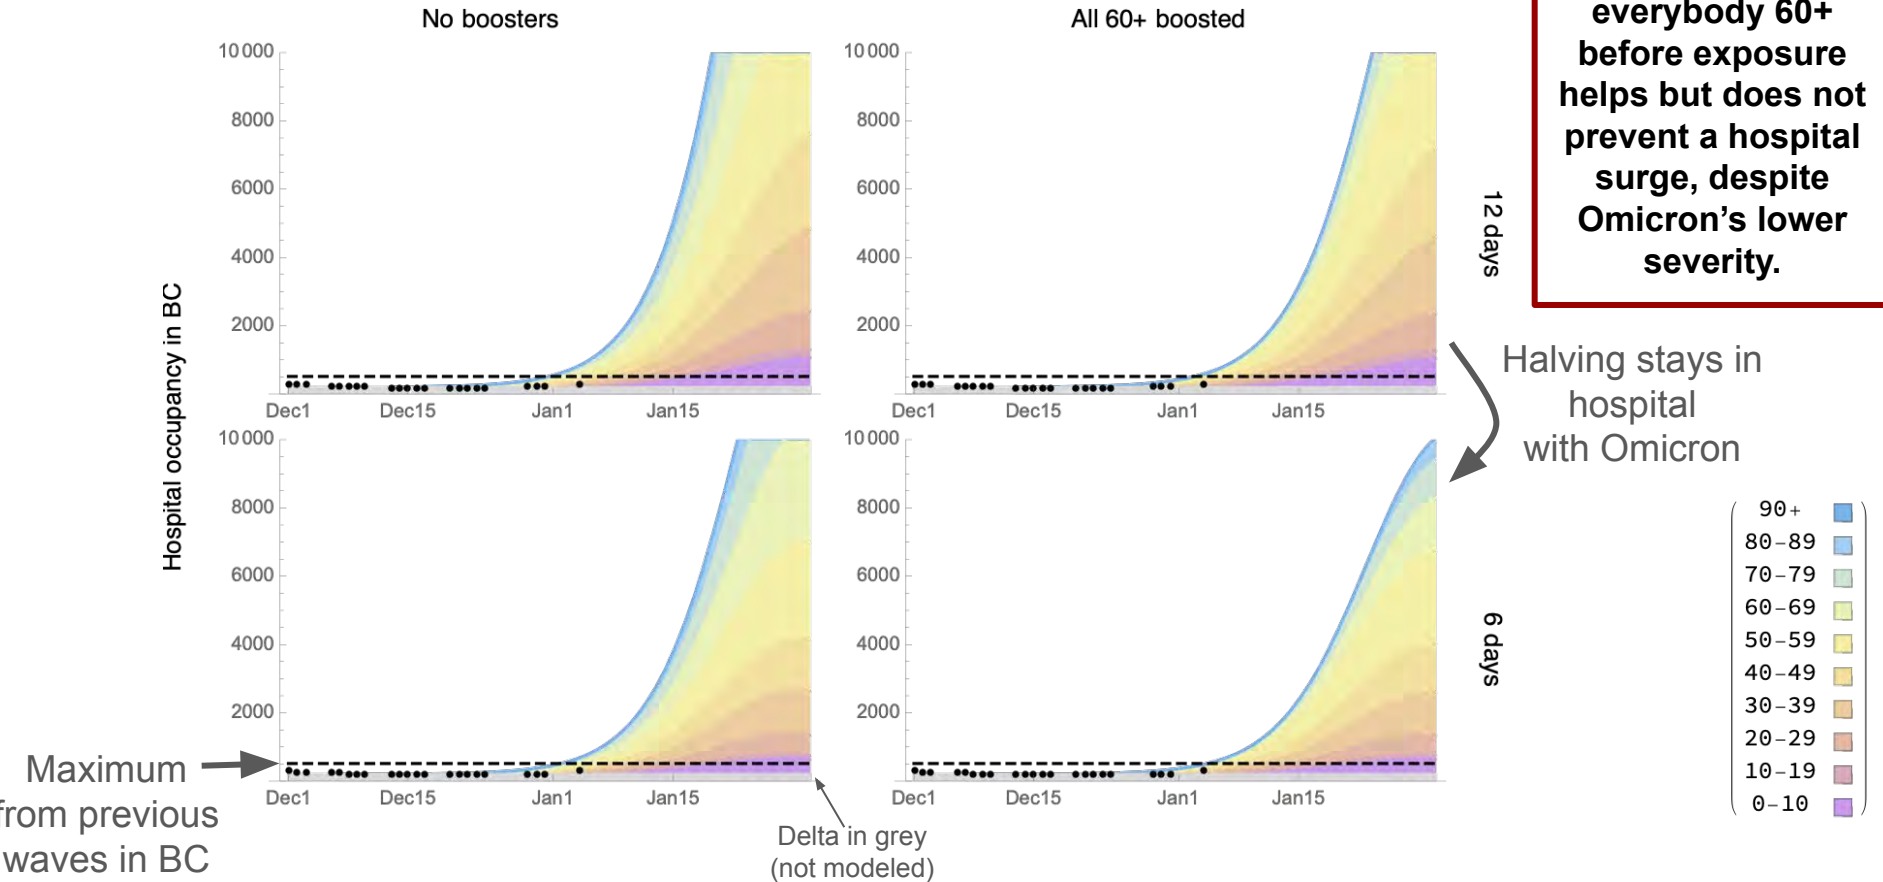 No boosters
All 60+ boosted
everybody 60+
before exposure
helps but does not
prevent a hospital
surge, despite
Omicron’s lower
severity.
Hospital occupancy in BC
10000
8000
6000
4000
2000
Dec1
Dec15
Jan1
Jan15
10000
8000
6000
4000
2000
Dec1
Dec15
Jan1
Jan15
12 days
Halving stays in
hospital
with Omicron
10000
8000
6000
4000
2000
Dec1
Dec15
Jan1
Jan15
10000
8000
6000
4000
2000
Dec1
Dec15
Jan1
Jan15
6 days
90+
80–89
70–79
60–69
50–59
40–49
30–39
20–29
10–19
0–10
Maximum
from previous
waves in BC
Delta in grey
(not modeled)